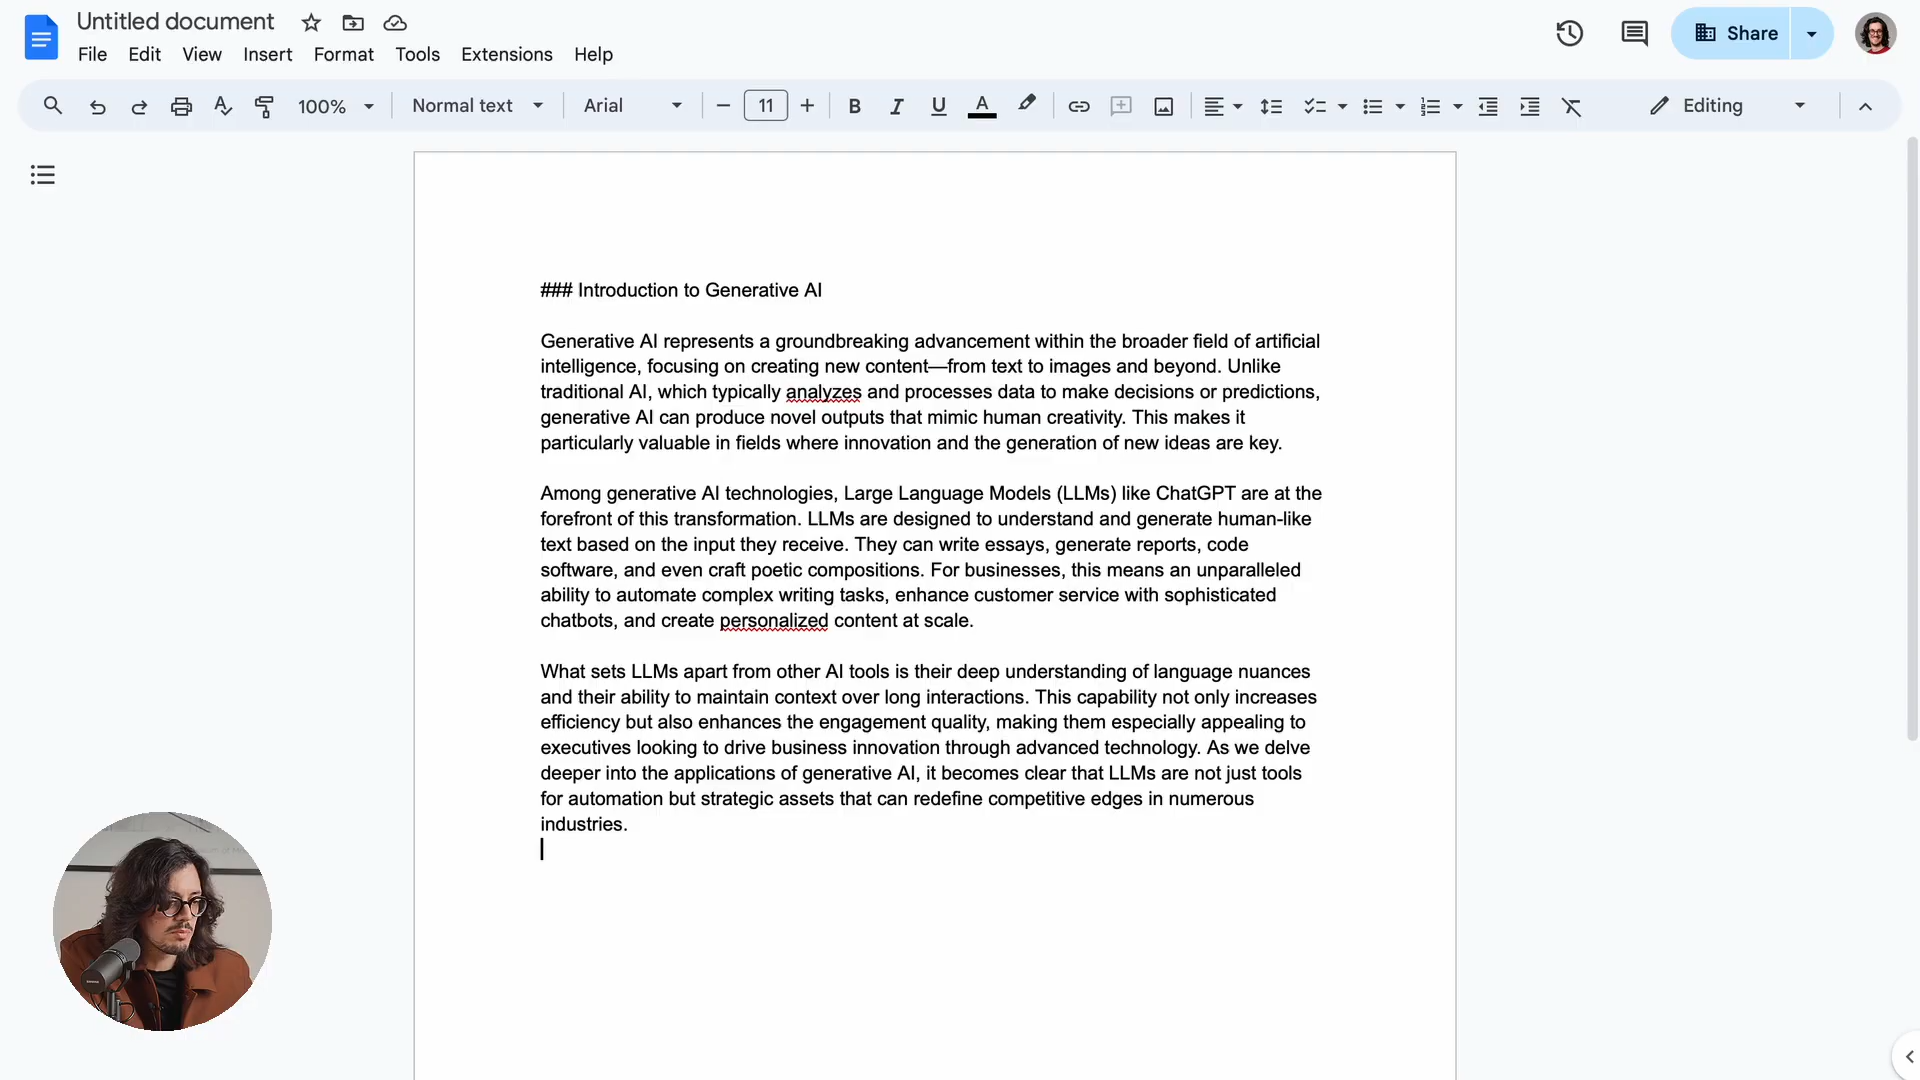 Untitled document
File Edit View Insert Format Tools Extensions Help
Share
100% Normal text Arial 11 B I U A Editing
### Introduction to Generative AI
Generative AI represents a groundbreaking advancement within the broader field of artificial
intelligence, focusing on creating new content—from text to images and beyond. Unlike
traditional AI, which typically analyzes and processes data to make decisions or predictions,
generative AI can produce novel outputs that mimic human creativity. This makes it
particularly valuable in fields where innovation and the generation of new ideas are key.
Among generative AI technologies, Large Language Models (LLMs) like ChatGPT are at the
forefront of this transformation. LLMs are designed to understand and generate human-like
text based on the input they receive. They can write essays, generate reports, code
software, and even craft poetic compositions. For businesses, this means an unparalleled
ability to automate complex writing tasks, enhance customer service with sophisticated
chatbots, and create personalized content at scale.
What sets LLMs apart from other AI tools is their deep understanding of language nuances
and their ability to maintain context over long interactions. This capability not only increases
efficiency but also enhances the engagement quality, making them especially appealing to
executives looking to drive business innovation through advanced technology. As we delve
deeper into the applications of generative AI, it becomes clear that LLMs are not just tools
for automation but strategic assets that can redefine competitive edges in numerous
industries.